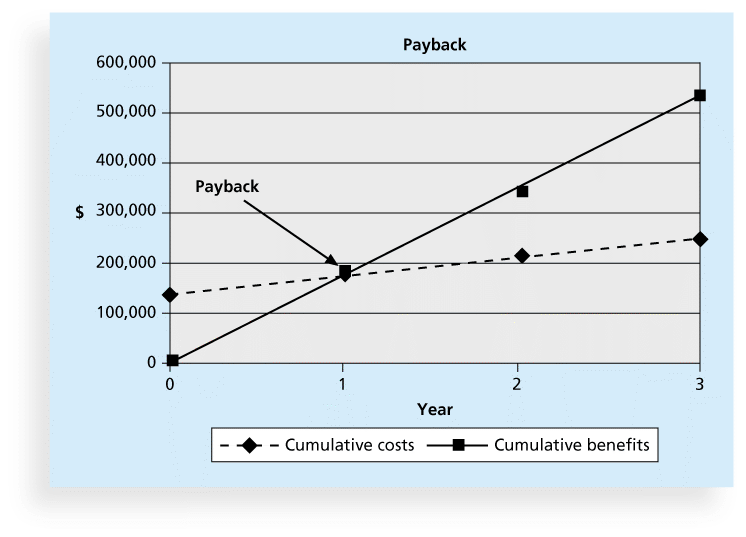 Payback
600,000
500,000
400,000
Payback
$ 300,000
200,000
100,000
0
0 1 2 3
Year
Cumulative costs Cumulative benefits